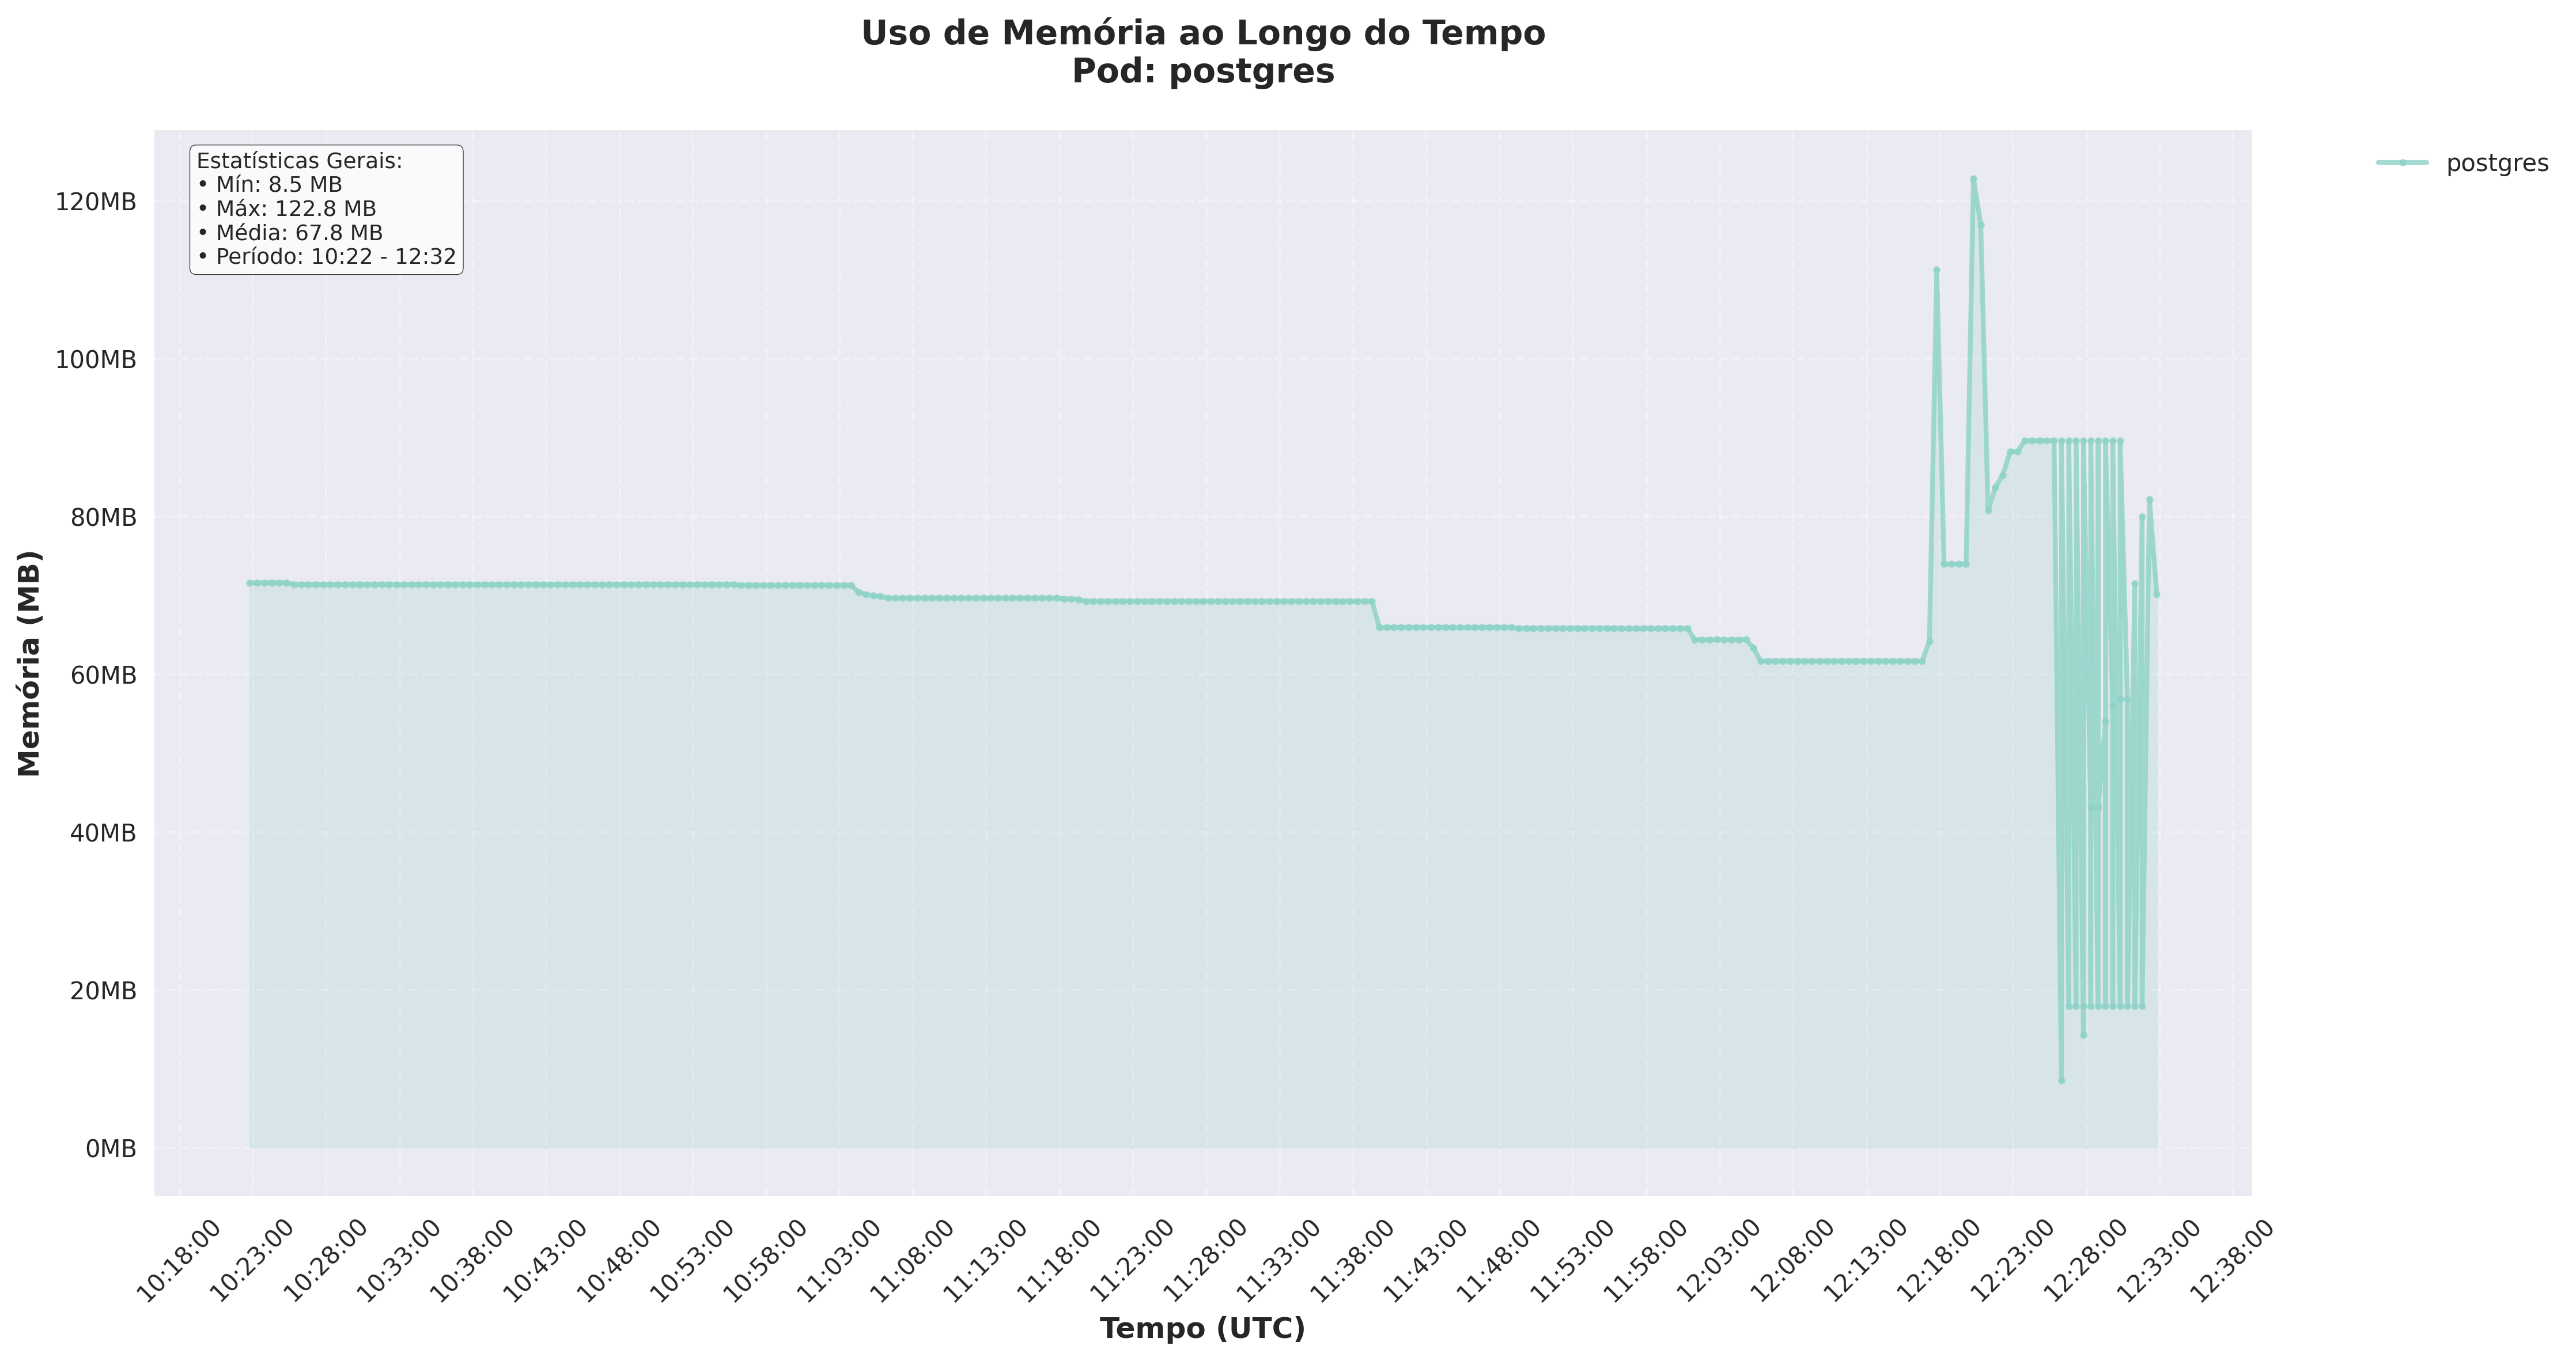 Uso de Memória ao Longo do Tempo
Pod: postgres
Estatísticas Gerais:
• Mín: 8.5 MB
• Máx: 122.8 MB
• Média: 67.8 MB
• Período: 10:22 - 12:32
postgres
120MB
100MB
80MB
60MB
40MB
20MB
0MB
Memória (MB)
10:18:00
10:23:00
10:28:00
10:33:00
10:38:00
10:43:00
10:48:00
10:53:00
10:58:00
11:03:00
11:08:00
11:13:00
11:18:00
11:23:00
11:28:00
11:33:00
11:38:00
11:43:00
11:48:00
11:53:00
11:58:00
12:03:00
12:08:00
12:13:00
12:18:00
12:23:00
12:28:00
12:33:00
12:38:00
Tempo (UTC)